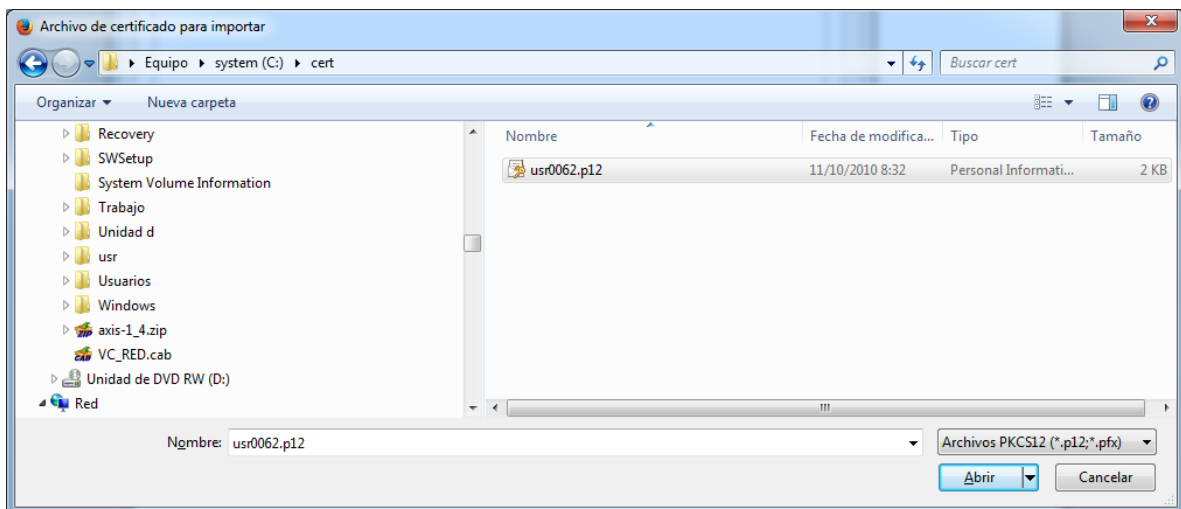 Archivo de certificado para importar
Equipo system (C:) cert
Buscar cert
Organizar Nueva carpeta
Recovery
SWSetup
System Volume Information
Trabajo
Unidad d
usr
Usuarios
Windows
axis-1_4.zip
VC_RED.cab
Unidad de DVD RW (D:)
Red
Nombre Fecha de modifica... Tipo Tamaño
usr0062.p12 11/10/2010 8:32 Personal Informati... 2 KB
Nombre: usr0062.p12
Archivos PKCS12 (*.p12;*.pfx)
Abrir Cancelar